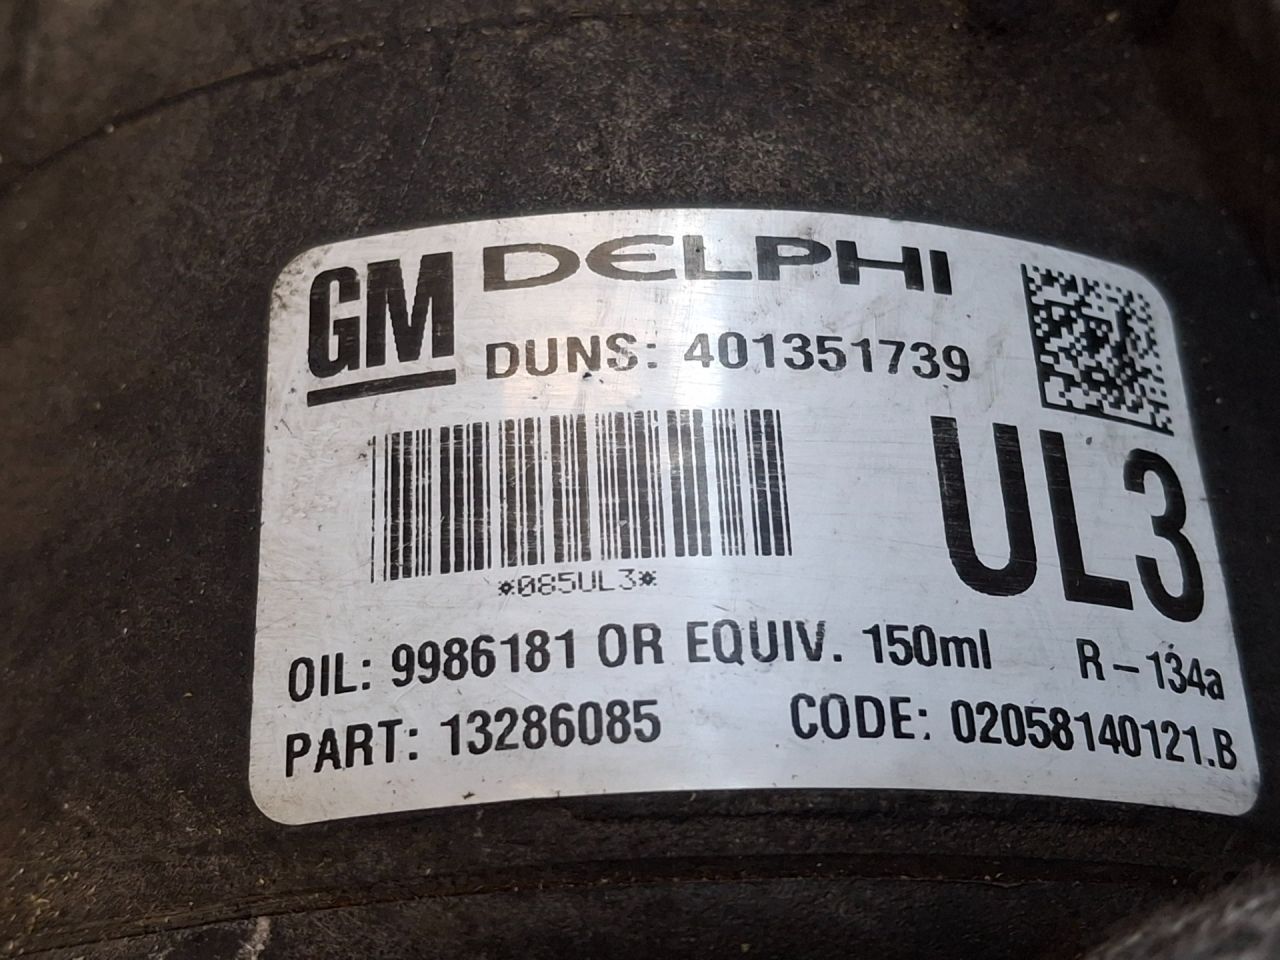 GM DELPHI
DUNS: 401351739
*085UL3*
UL3
OIL: 9986181 OR EQUIV. 150ml R-134a
PART: 13286085 CODE: 02058140121.B